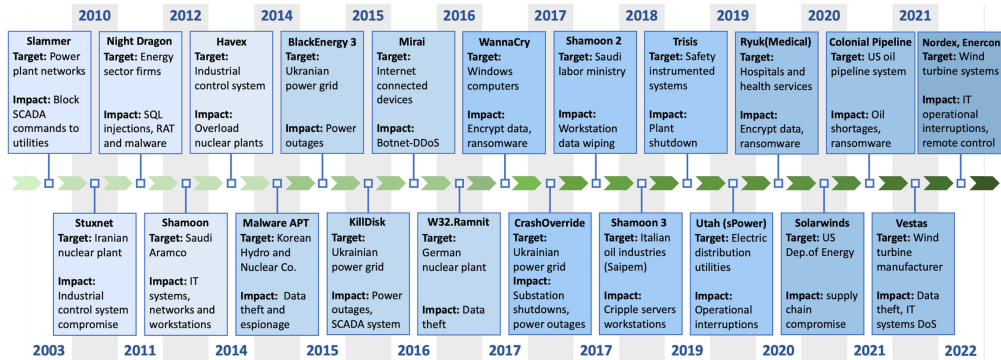 2010 2012 2014 2015 2016 2017 2018 2019 2020 2021
Slammer
Target: Power
plant networks
Impact: Block
SCADA
commands to
utilities
Night Dragon
Target: Energy
sector firms
Impact: SQL
injections, RAT
and malware
Havex
Target:
Industrial
control system
Impact:
Overload
nuclear plants
BlackEnergy 3
Target:
Ukranian
power grid
Impact: Power
outages
Mirai
Target:
Internet
connected
devices
Impact:
Botnet-DDoS
WannaCry
Target:
Windows
computers
Impact:
Encrypt data,
ransomware
Shamoon 2
Target: Saudi
labor ministry
Impact:
Workstation
data wiping
Trisis
Target: Safety
instrumented
systems
Impact:
Plant
shutdown
Ryuk(Medical)
Target:
Hospitals and
health services
Impact:
Encrypt data,
ransomware
Colonial Pipeline
Target: US oil
pipeline system
Impact: Oil
shortages,
ransomware
Nordex, Enercon
Target: Wind
turbine systems
Impact: IT
operational
interruptions,
remote control
Stuxnet
Target: Iranian
nuclear plant
Impact:
Industrial
control system
compromise
Shamoon
Target: Saudi
Aramco
Impact: IT
systems,
networks and
workstations
Malware APT
Target: Korean
Hydro and
Nuclear Co.
Impact: Data
theft and
espionage
KillDisk
Target:
Ukrainian
power grid
Impact: Power
outages,
SCADA system
W32.Ramnit
Target:
German
nuclear plant
Impact: Data
theft
CrashOverride
Target:
Ukrainian
power grid
Impact:
Substation
shutdowns,
power outages
Shamoon 3
Target: Italian
oil industries
(Saipem)
Impact:
Cripple servers
workstations
Utah (sPower)
Target: Electric
distribution
utilities
Impact:
Operational
interruptions
Solarwinds
Target: US
Dep.of Energy
Impact: supply
chain
compromise
Vestas
Target: Wind
turbine
manufacturer
Impact: Data
theft, IT
systems DoS
2003 2011 2014 2015 2016 2017 2017 2019 2020 2021 2022